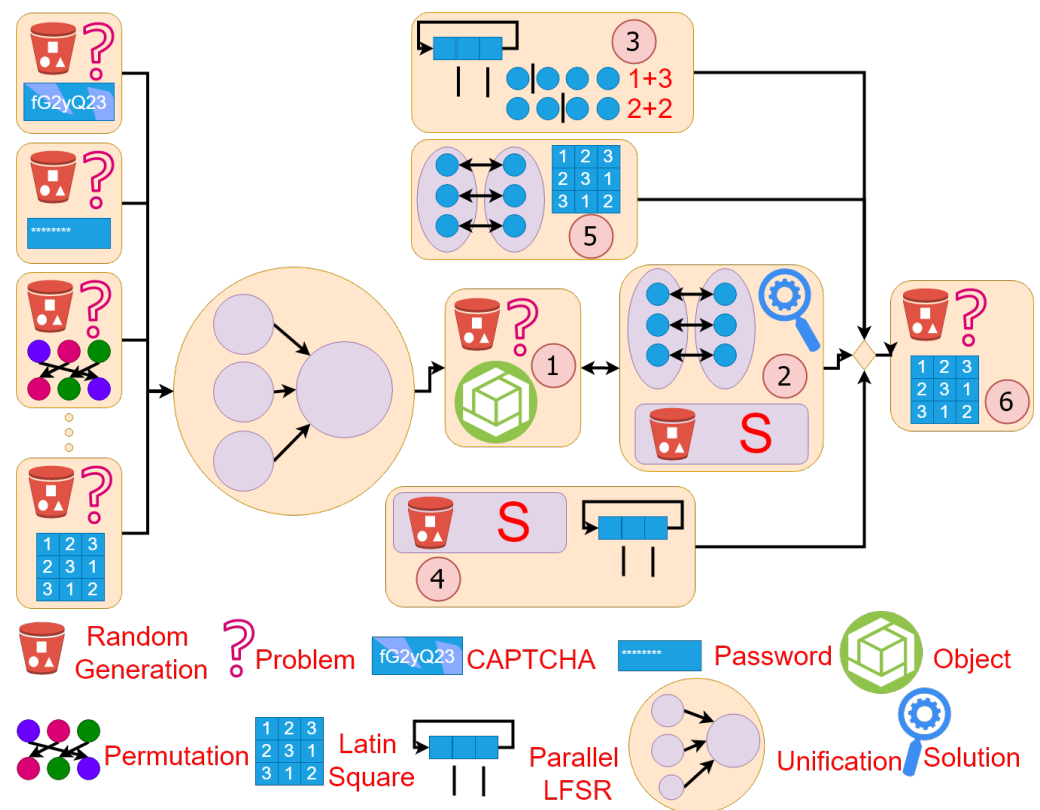 fG2yQ23
********
1 2 3
2 3 1
3 1 2
3
1+3
2+2
1 2 3
2 3 1
3 1 2
5
1
2
S
S
4
1 2 3
2 3 1
3 1 2
6
Random
Generation
Problem
fG2yQ23
CAPTCHA
********
Password
Object
Permutation
1 2 3
2 3 1
3 1 2
Latin
Square
Parallel
LFSR
Unification
Solution